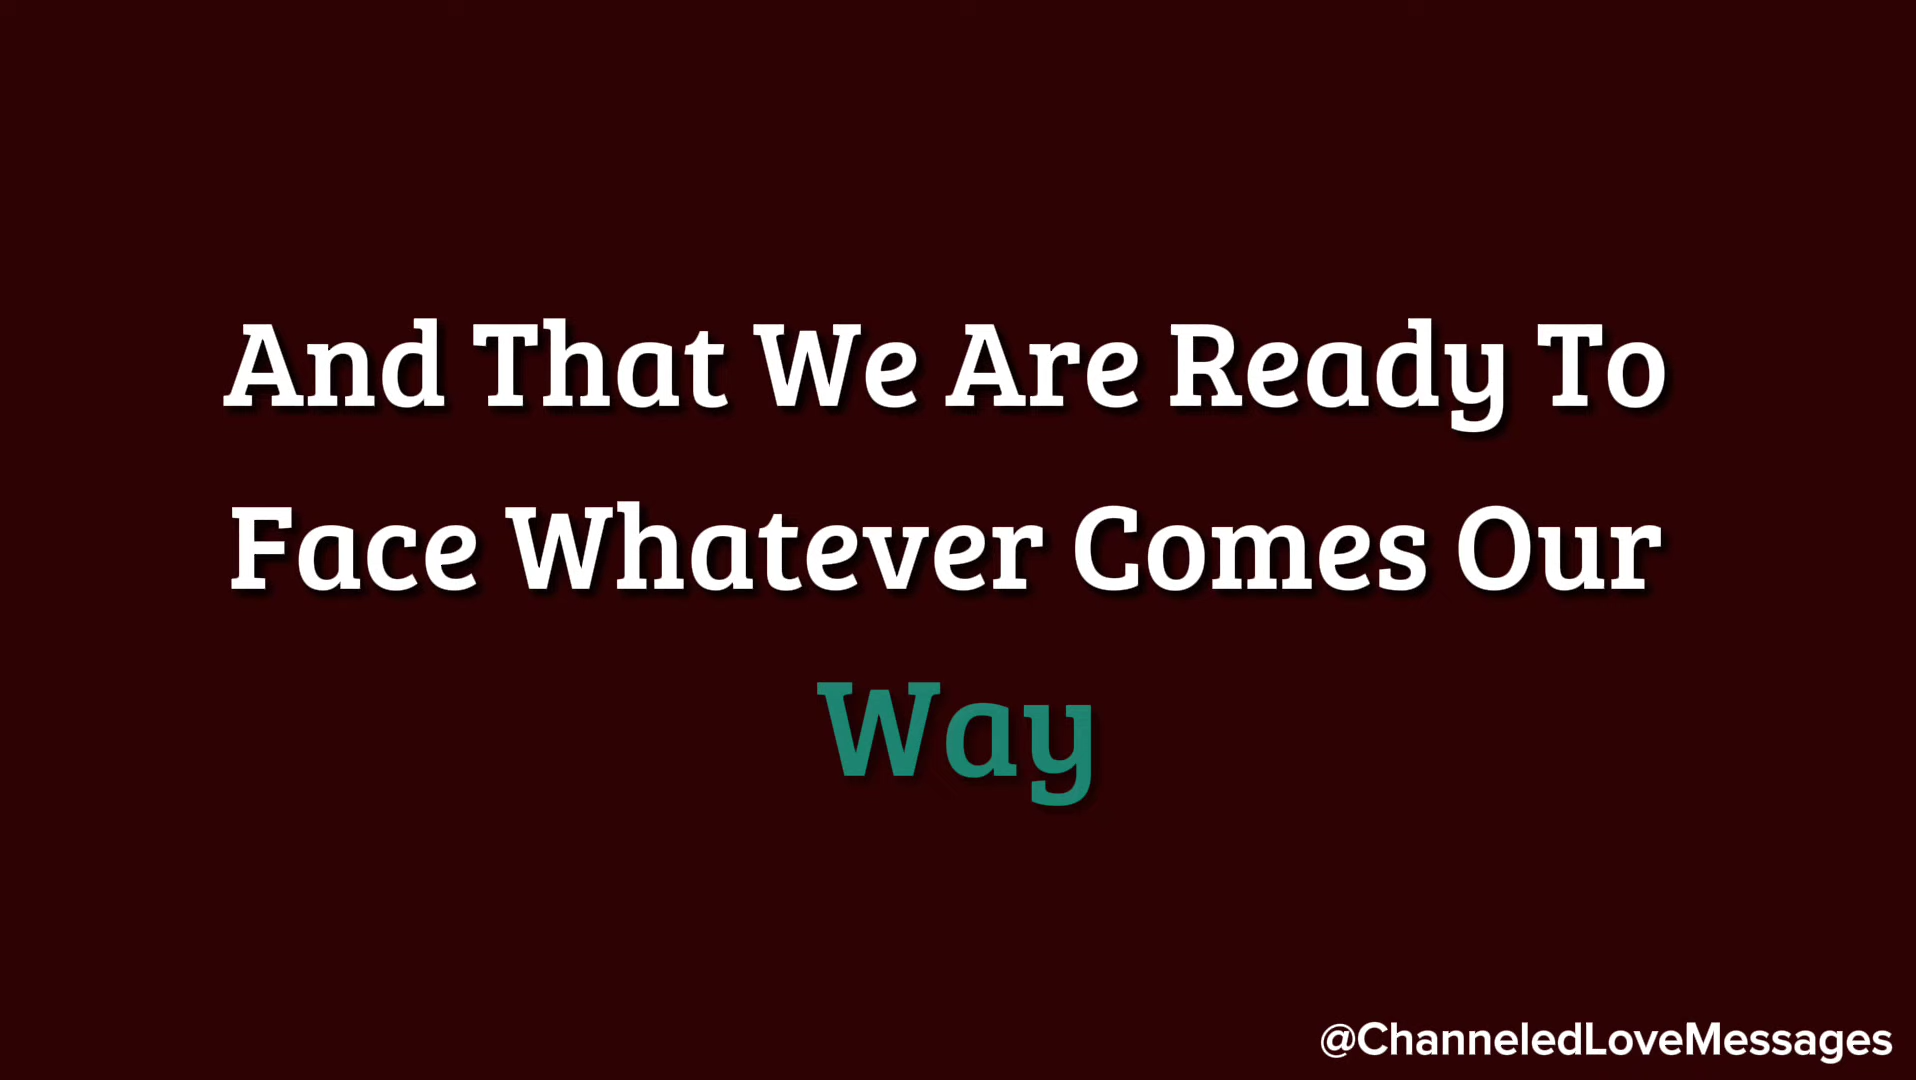 And That We Are Ready To
Face Whatever Comes Our
Way
@ChanneledLoveMessages